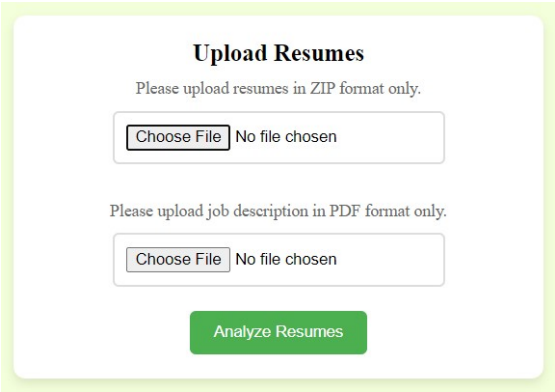 Upload Resumes
Please upload resumes in ZIP format only.
Choose File No file chosen
Please upload job description in PDF format only.
Choose File No file chosen
Analyze Resumes